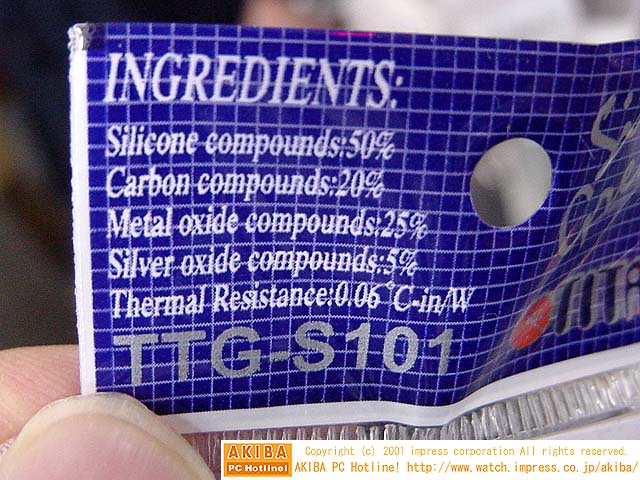 INGREDIENTS:
Silicone compounds:50%
Carbon compounds:20%
Metal oxide compounds:25%
Silver oxide compounds:5%
Thermal Resistance:0.06°C-in/W
TTG-S101
AKIBA
PC Hotline!
Copyright (c) 2001 impress corporation All rights reserved.
AKIBA PC Hotline! http://www.watch.impress.co.jp/akiba/